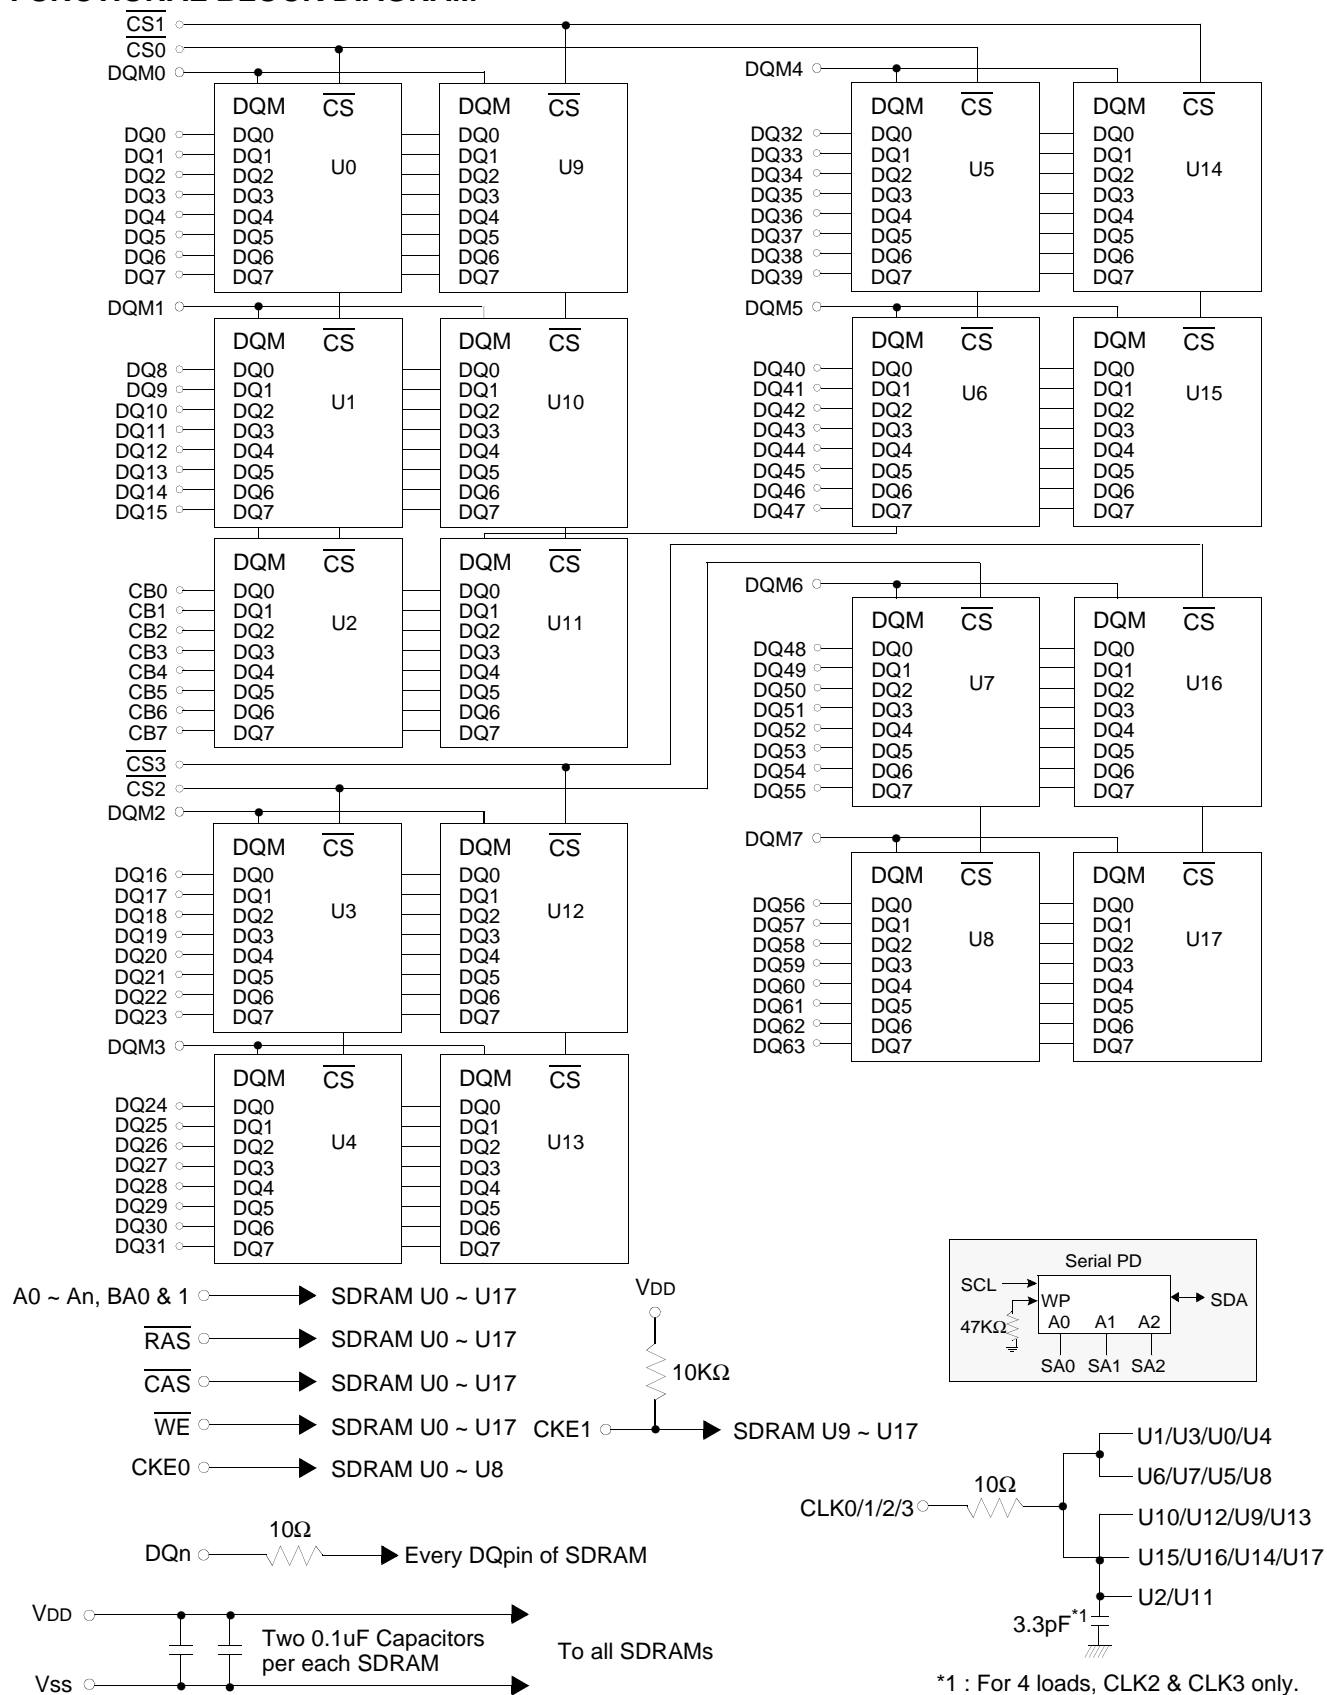 FUNCTIONAL BLOCK DIAGRAM
CS1
CS0
DQM0
DQM CS
DQ0 DQ0
DQ1 DQ1
DQ2 DQ2
DQ3 DQ3
DQ4 DQ4
DQ5 DQ5
DQ6 DQ6
DQ7 DQ7
U0
DQM CS
DQ0
DQ1
DQ2
DQ3
DQ4
DQ5
DQ6
DQ7
U9
DQM1
DQM CS
DQ8 DQ0
DQ9 DQ1
DQ10 DQ2
DQ11 DQ3
DQ12 DQ4
DQ13 DQ5
DQ14 DQ6
DQ15 DQ7
U1
DQM CS
DQ0
DQ1
DQ2
DQ3
DQ4
DQ5
DQ6
DQ7
U10
DQM CS
CB0 DQ0
CB1 DQ1
CB2 DQ2
CB3 DQ3
CB4 DQ4
CB5 DQ5
CB6 DQ6
CB7 DQ7
U2
DQM CS
DQ0
DQ1
DQ2
DQ3
DQ4
DQ5
DQ6
DQ7
U11
CS3
CS2
DQM2
DQM CS
DQ16 DQ0
DQ17 DQ1
DQ18 DQ2
DQ19 DQ3
DQ20 DQ4
DQ21 DQ5
DQ22 DQ6
DQ23 DQ7
U3
DQM CS
DQ0
DQ1
DQ2
DQ3
DQ4
DQ5
DQ6
DQ7
U12
DQM3
DQM CS
DQ24 DQ0
DQ25 DQ1
DQ26 DQ2
DQ27 DQ3
DQ28 DQ4
DQ29 DQ5
DQ30 DQ6
DQ31 DQ7
U4
DQM CS
DQ0
DQ1
DQ2
DQ3
DQ4
DQ5
DQ6
DQ7
U13
DQM4
DQM CS
DQ32 DQ0
DQ33 DQ1
DQ34 DQ2
DQ35 DQ3
DQ36 DQ4
DQ37 DQ5
DQ38 DQ6
DQ39 DQ7
U5
DQM CS
DQ0
DQ1
DQ2
DQ3
DQ4
DQ5
DQ6
DQ7
U14
DQM5
DQM CS
DQ40 DQ0
DQ41 DQ1
DQ42 DQ2
DQ43 DQ3
DQ44 DQ4
DQ45 DQ5
DQ46 DQ6
DQ47 DQ7
U6
DQM CS
DQ0
DQ1
DQ2
DQ3
DQ4
DQ5
DQ6
DQ7
U15
DQM6
DQM CS
DQ48 DQ0
DQ49 DQ1
DQ50 DQ2
DQ51 DQ3
DQ52 DQ4
DQ53 DQ5
DQ54 DQ6
DQ55 DQ7
U7
DQM CS
DQ0
DQ1
DQ2
DQ3
DQ4
DQ5
DQ6
DQ7
U16
DQM7
DQM CS
DQ56 DQ0
DQ57 DQ1
DQ58 DQ2
DQ59 DQ3
DQ60 DQ4
DQ61 DQ5
DQ62 DQ6
DQ63 DQ7
U8
DQM CS
DQ0
DQ1
DQ2
DQ3
DQ4
DQ5
DQ6
DQ7
U17
A0 ~ An, BA0 & 1 SDRAM U0 ~ U17
RAS SDRAM U0 ~ U17
CAS SDRAM U0 ~ U17
WE SDRAM U0 ~ U17
CKE0 SDRAM U0 ~ U8
VDD
10KΩ
CKE1 SDRAM U9 ~ U17
Serial PD
SCL
WP
SDA
47KΩ
A0 A1 A2
SA0 SA1 SA2
CLK0/1/2/3
10Ω
U1/U3/U0/U4
U6/U7/U5/U8
U10/U12/U9/U13
U15/U16/U14/U17
U2/U11
3.3pF*1
10Ω
DQn Every DQpin of SDRAM
VDD
Two 0.1uF Capacitors
per each SDRAM
To all SDRAMs
Vss
*1 : For 4 loads, CLK2 & CLK3 only.